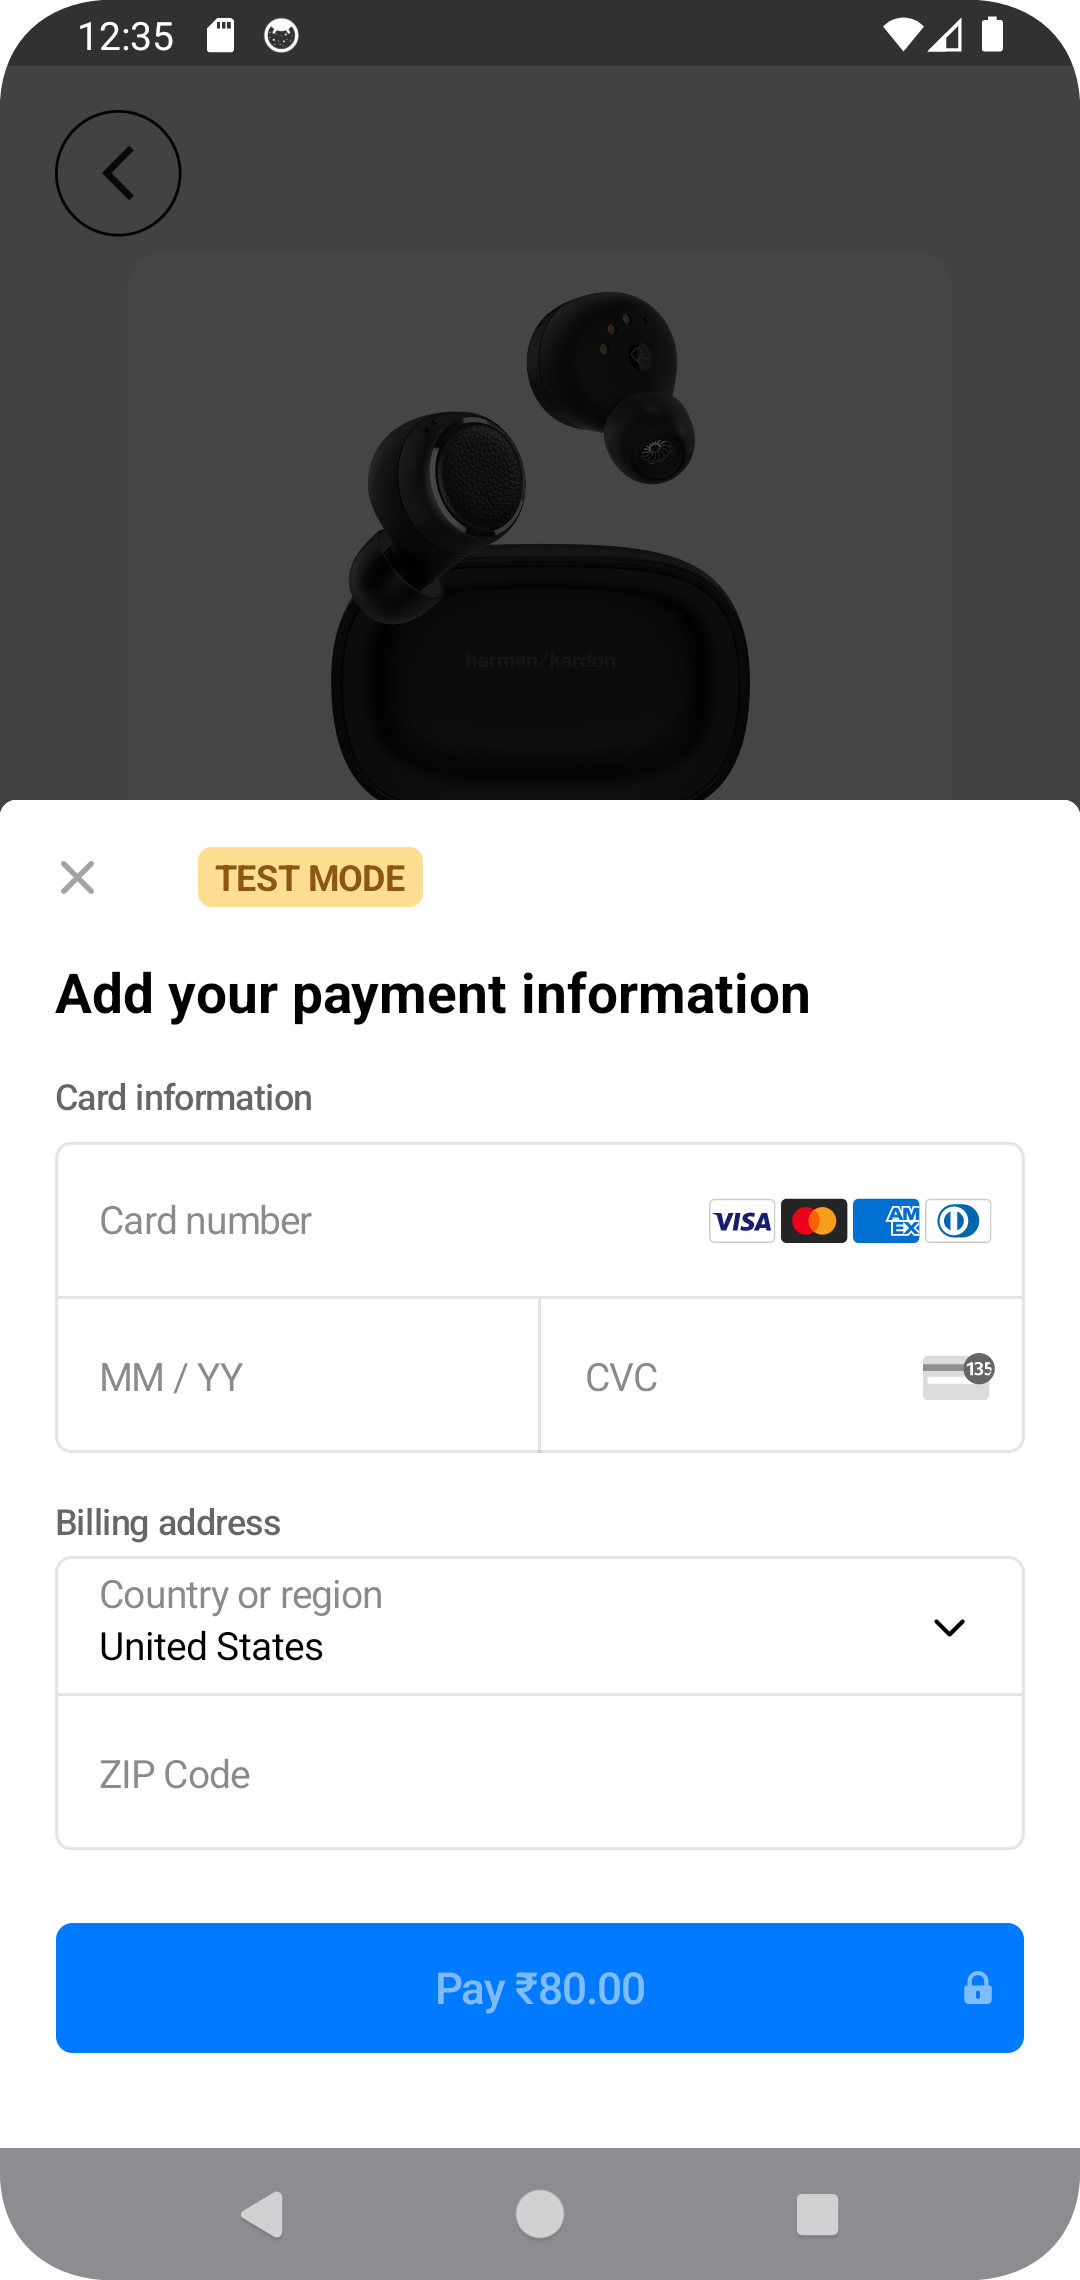 12:35
harman/kardon
TEST MODE
Add your payment information
Card information
Card number
VISA
AM
EX
MM / YY
CVC
135
Billing address
Country or region
United States
ZIP Code
Pay ₹80.00